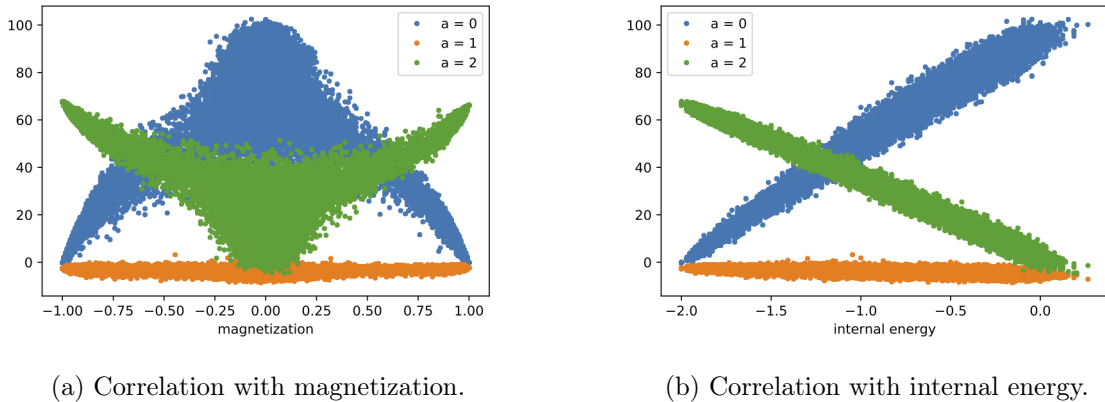 100
80
60
40
20
0
−1.00 −0.75 −0.50 −0.25 0.00 0.25 0.50 0.75 1.00
magnetization
a = 0
a = 1
a = 2
(a) Correlation with magnetization.
100
80
60
40
20
0
−2.0 −1.5 −1.0 −0.5 0.0
internal energy
a = 0
a = 1
a = 2
(b) Correlation with internal energy.